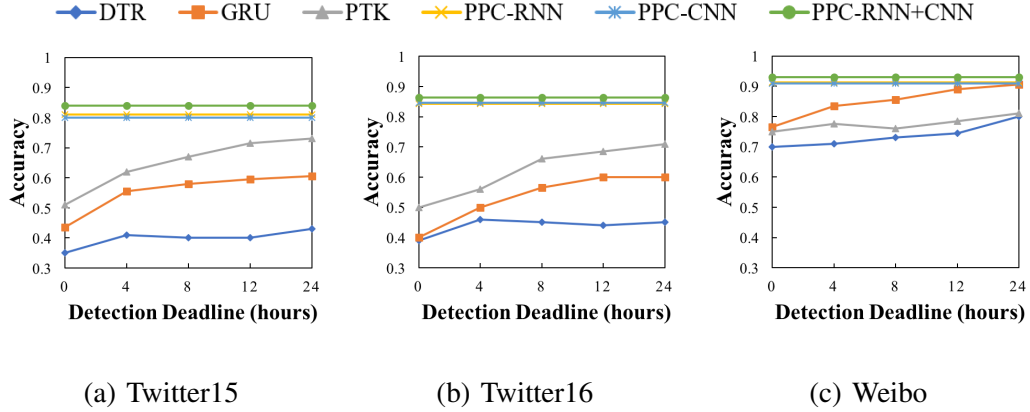 DTR GRU PTK PPC-RNN PPC-CNN PPC-RNN+CNN
1
0.9
0.8
0.7
0.6
0.5
0.4
0.3
Accuracy
0 4 8 12 24
Detection Deadline (hours)
(a) Twitter15
1
0.9
0.8
0.7
0.6
0.5
0.4
0.3
Accuracy
0 4 8 12 24
Detection Deadline (hours)
(b) Twitter16
1
0.9
0.8
0.7
0.6
0.5
0.4
0.3
Accuracy
0 4 8 12 24
Detection Deadline (hours)
(c) Weibo